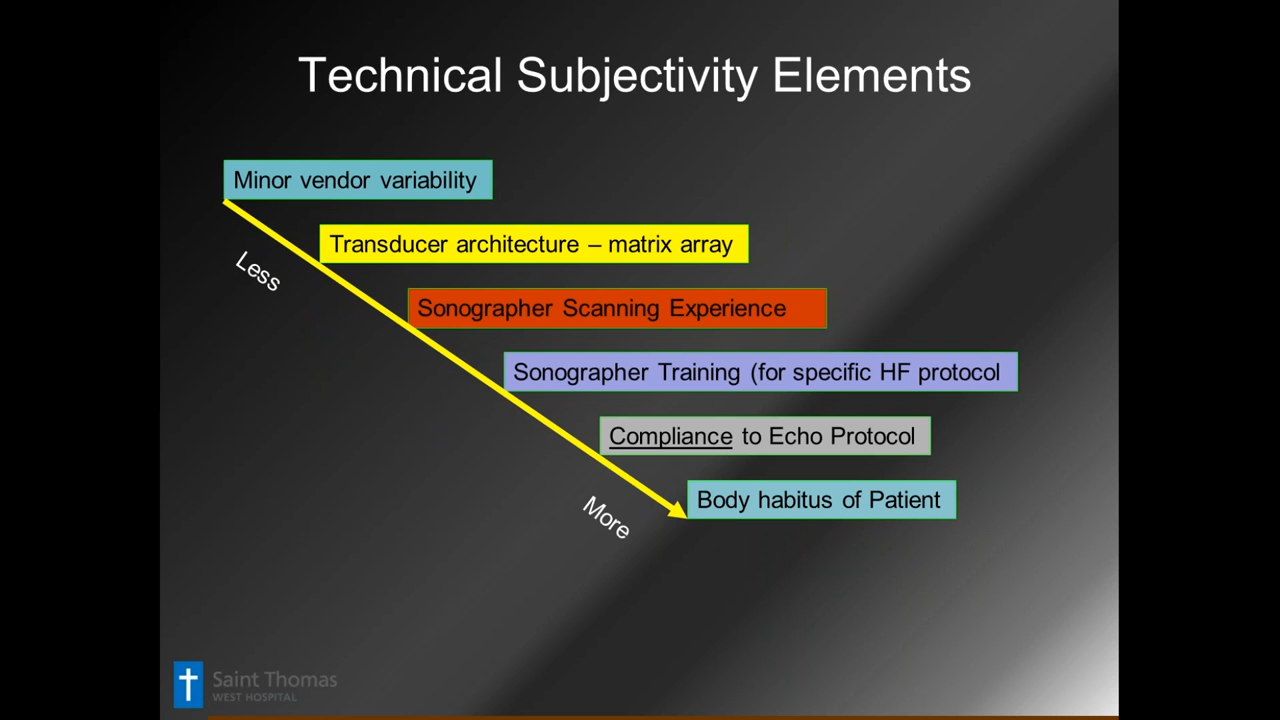 Technical Subjectivity Elements
Minor vendor variability
Transducer architecture – matrix array
Less
Sonographer Scanning Experience
Sonographer Training (for specific HF protocol
Compliance to Echo Protocol
Body habitus of Patient
More
Saint Thomas
WEST HOSPITAL